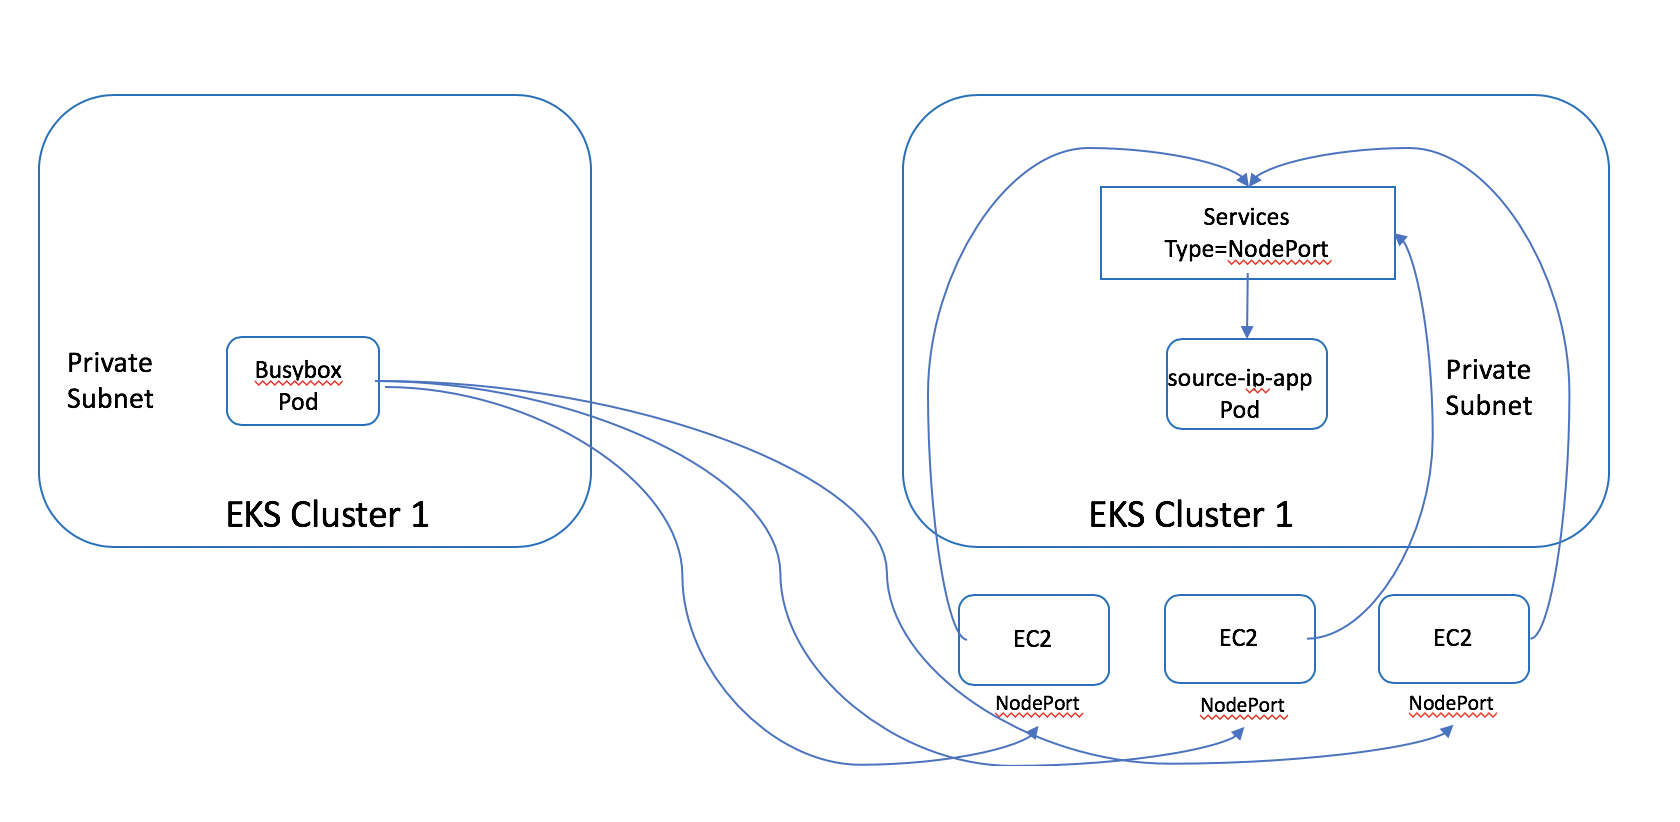 Private
Subnet
Busybox
Pod
EKS Cluster 1
Services
Type=NodePort
source-ip-app
Pod
Private
Subnet
EKS Cluster 1
EC2
EC2
EC2
NodePort
NodePort
NodePort